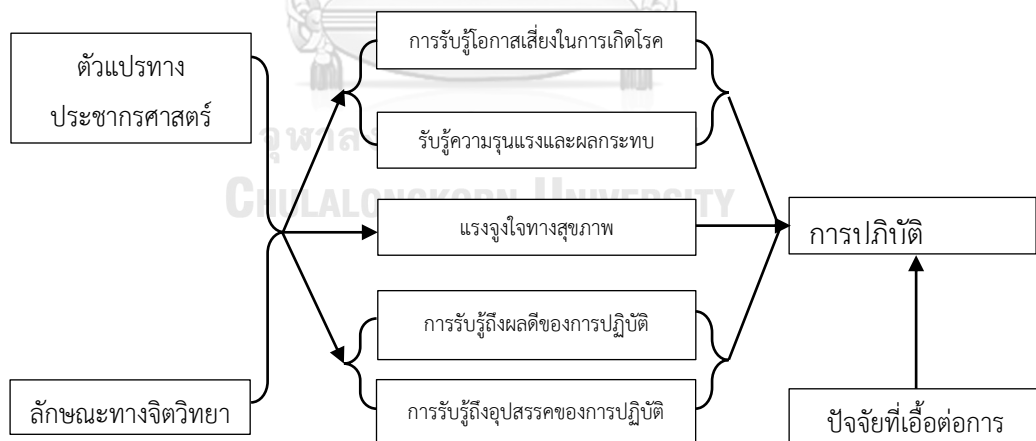 ตัวแปรทาง
ประชากรศาสตร์
ลักษณะทางจิตวิทยา
การรับรู้โอกาสเสี่ยงในการเกิดโรค
รับรู้ความรุนแรงและผลกระทบ
CHULALONGKORN UNIVERSITY
แรงจูงใจทางสุขภาพ
การรับรู้ถึงผลดีของการปฏิบัติ
การรับรู้ถึงอุปสรรคของการปฏิบัติ
การปภิบัติ
ปัจจัยที่เอื้อต่อการ